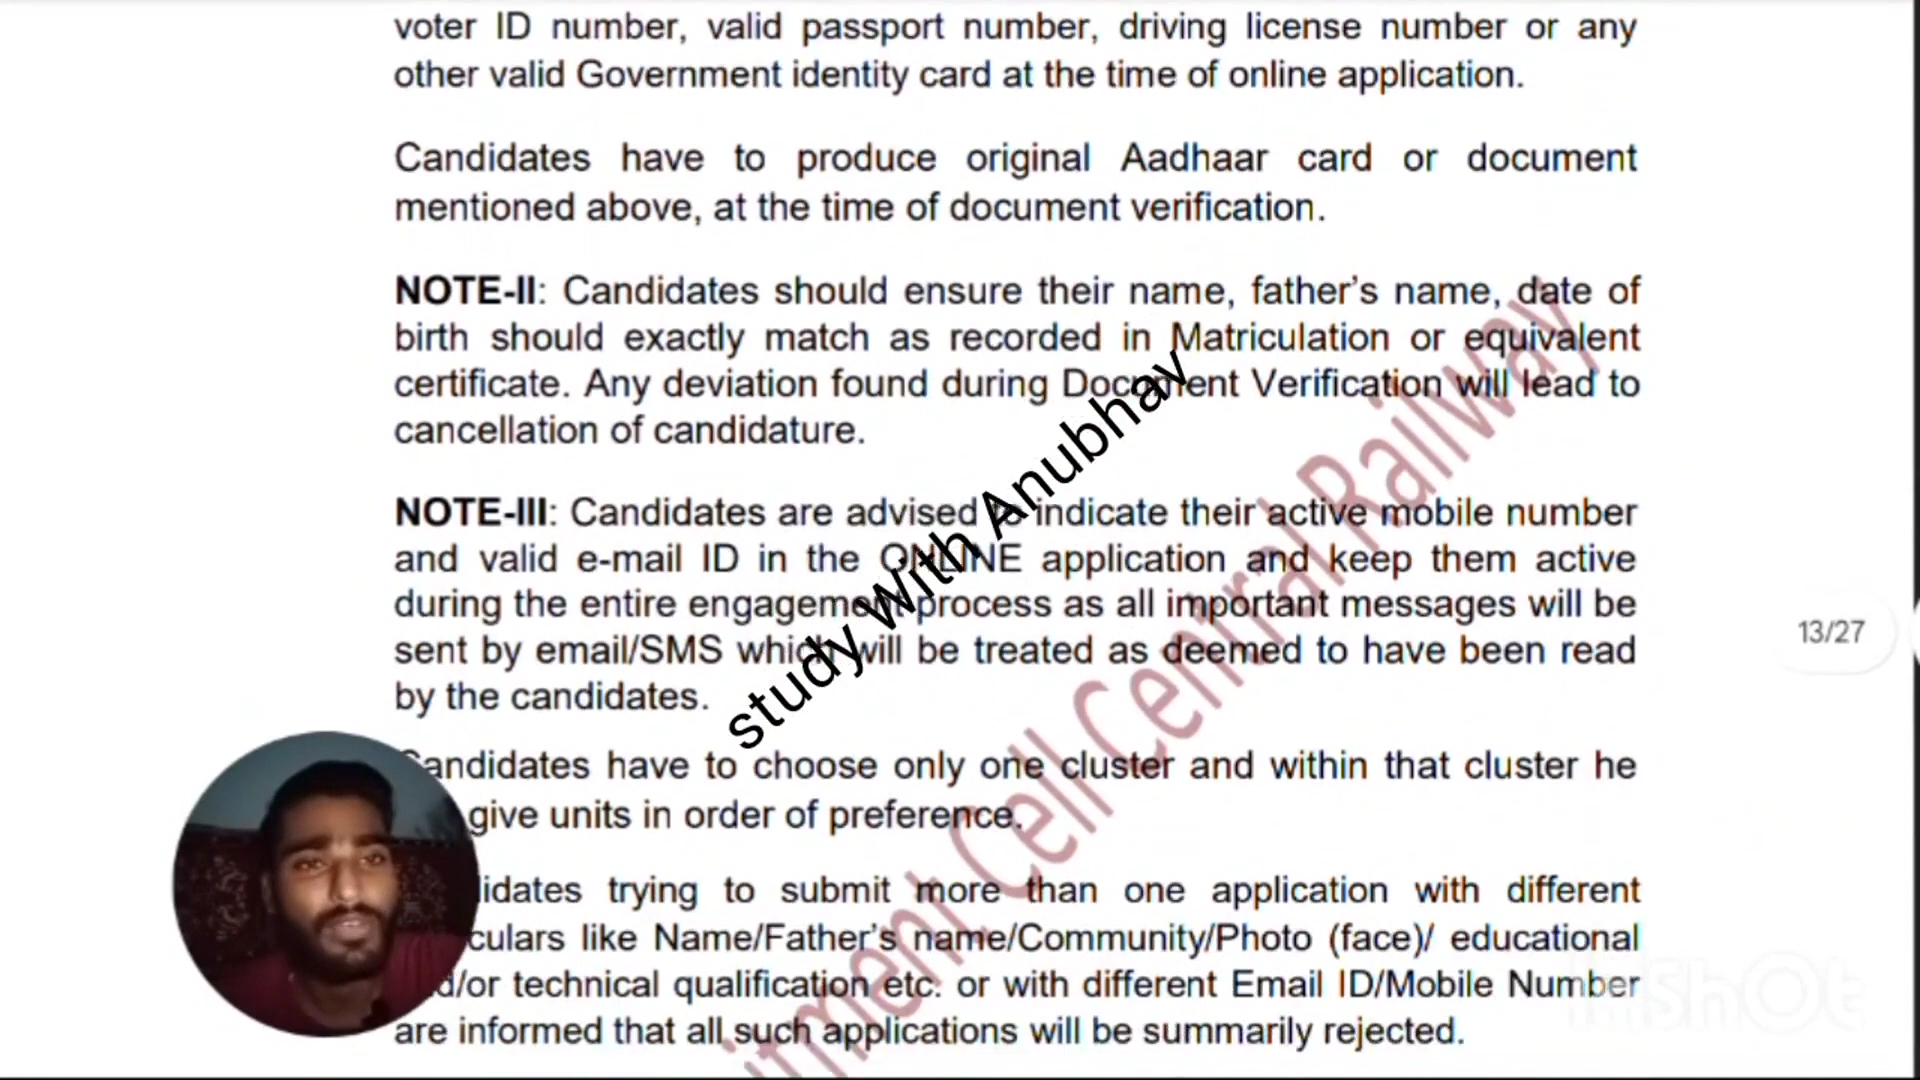 voter ID number, valid passport number, driving license number or any
other valid Government identity card at the time of online application.
Candidates have to produce original Aadhaar card or document
mentioned above, at the time of document verification.
NOTE-II: Candidates should ensure their name, father's name, date of
birth should exactly match as recorded in Matriculation or equivalent
certificate. Any deviation found during Document Verification will lead to
cancellation of candidature.
NOTE-III: Candidates are advised to indicate their active mobile number
and valid e-mail ID in the ONLINE application and keep them active
during the entire engagement process as all important messages will be
sent by email/SMS which will be treated as deemed to have been read
by the candidates.
Candidates have to choose only one cluster and within that cluster he
give units in order of preference.
idates trying to submit more than one application with different
culars like Name/Father's name/Community/Photo (face)/ educational
d/or technical qualification etc. or with different Email ID/Mobile Number
are informed that all such applications will be summarily rejected.
study With Anubhav
itment Cell Central Railway
13/27
InShOt